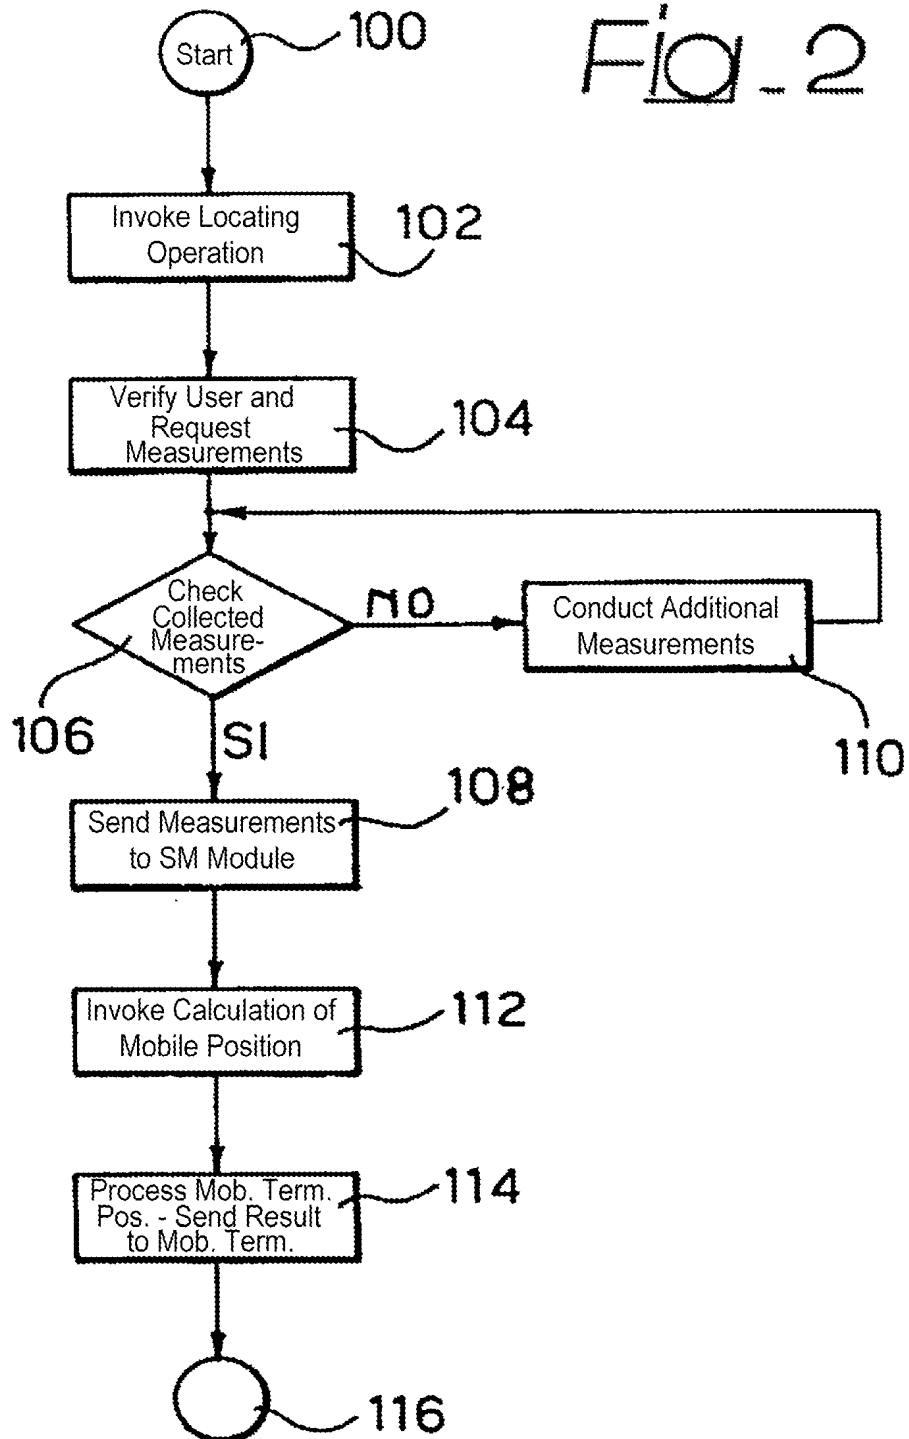 Fig_2
Start
100
Invoke Locating
Operation
102
Verify User and
Request
Measurements
104
Check
Collected
Measure-
ments
106
NO
Conduct Additional
Measurements
110
SI
Send Measurements
to SM Module
108
Invoke Calculation of
Mobile Position
112
Process Mob. Term.
Pos. - Send Result
to Mob. Term.
114
116